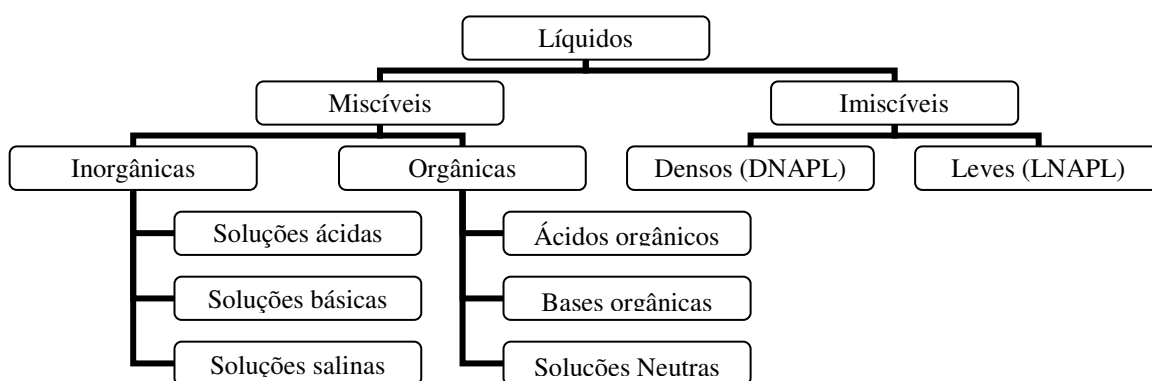 Líquidos
Miscíveis
Imiscíveis
Inorgânicas
Orgânicas
Densos (DNAPL)
Leves (LNAPL)
Soluções ácidas
Ácidos orgânicos
Soluções básicas
Bases orgânicas
Soluções salinas
Soluções Neutras